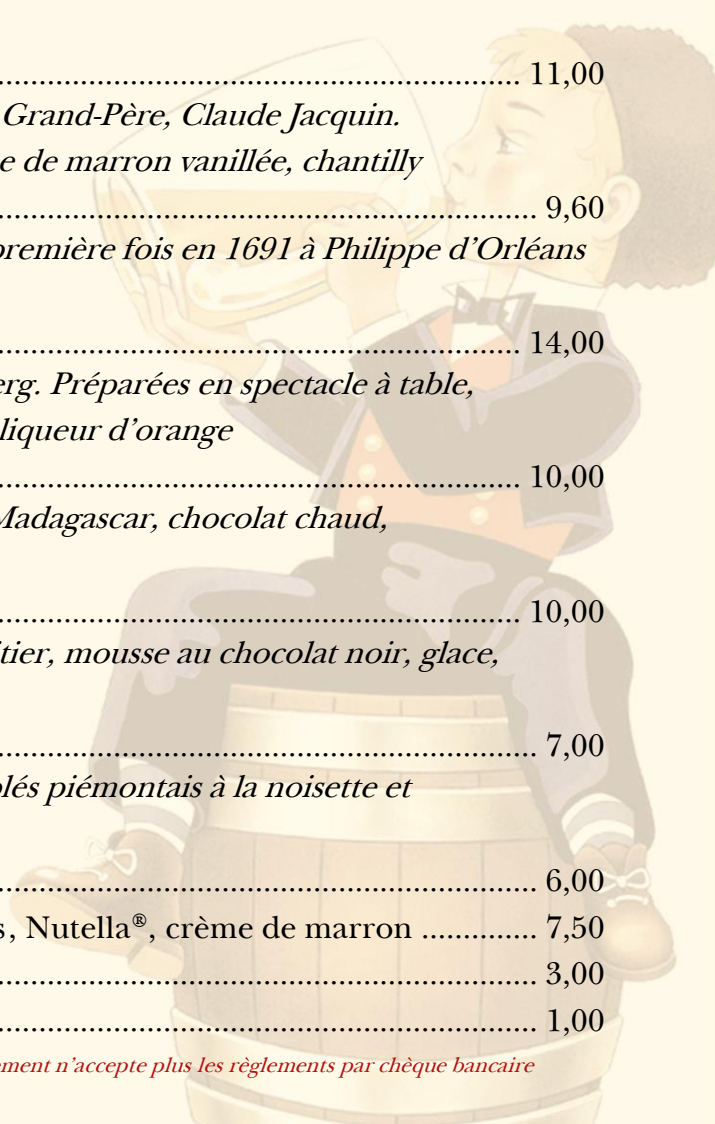 ........ 11,00
Grand-Père, Claude Jacquin.
e de marron vanillée, chantilly
........ 9,60
première fois en 1691 à Philippe d’Orléans
........ 14,00
erg. Préparées en spectacle à table,
liqueur d’orange
........ 10,00
Madagascar, chocolat chaud,
........ 10,00
tier, mousse au chocolat noir, glace,
........ 7,00
lés piémontais à la noisette et
........ 6,00
s, Nutella®, crème de marron .............. 7,50
........ 3,00
........ 1,00
ement n’accepte plus les règlements par chèque bancaire